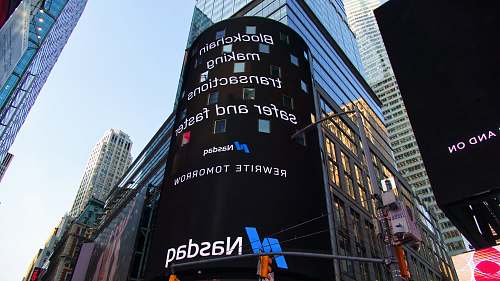 Blockchain
making
transactions
safer and faster
Nasdaq
REWRITE TOMORROW
Nasdaq
AND ON